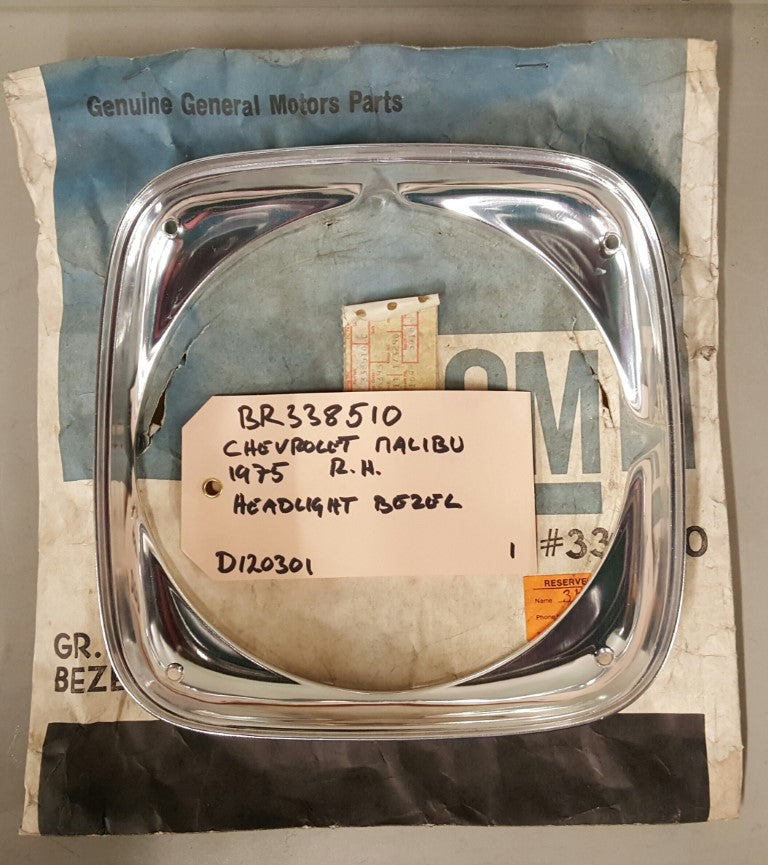 Genuine General Motors Parts
GM
BR338510
CHEVROLET MALIBU
1975 R.H.
HEADLIGHT BEZEL
D120301 1
#33
0
RESERVE
Name
Phone
GR.
BEZE